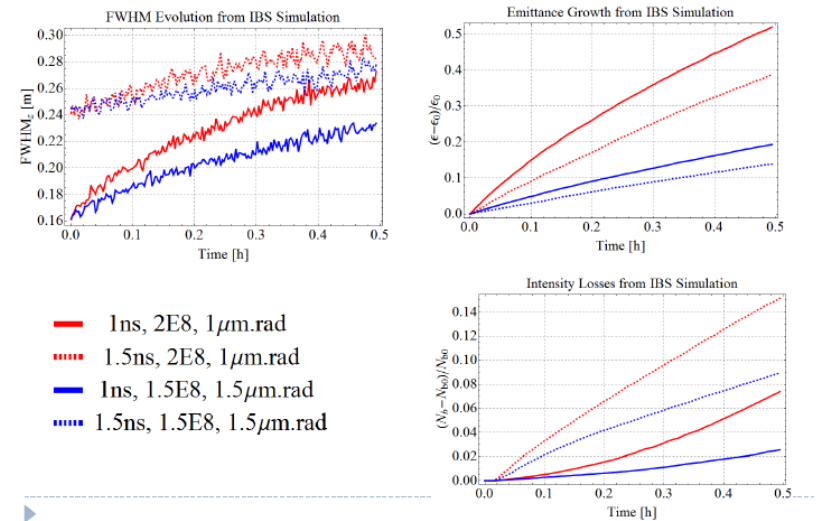 FWHM Evolution from IBS Simulation
0.30
0.28
0.26
0.24
0.22
0.20
0.18
0.16
FWHMz [m]
0.0 0.1 0.2 0.3 0.4 0.5
Time [h]
Emittance Growth from IBS Simulation
0.5
0.4
0.3
0.2
0.1
0.0
(ϵ−ϵ0)/ϵ0
0.0 0.1 0.2 0.3 0.4 0.5
Time [h]
1ns, 2E8, 1μm.rad
1.5ns, 2E8, 1μm.rad
1ns, 1.5E8, 1.5μm.rad
1.5ns, 1.5E8, 1.5μm.rad
Intensity Losses from IBS Simulation
0.14
0.12
0.10
0.08
0.06
0.04
0.02
0.00
(Nb−Nb0)/Nb0
0.0 0.1 0.2 0.3 0.4 0.5
Time [h]